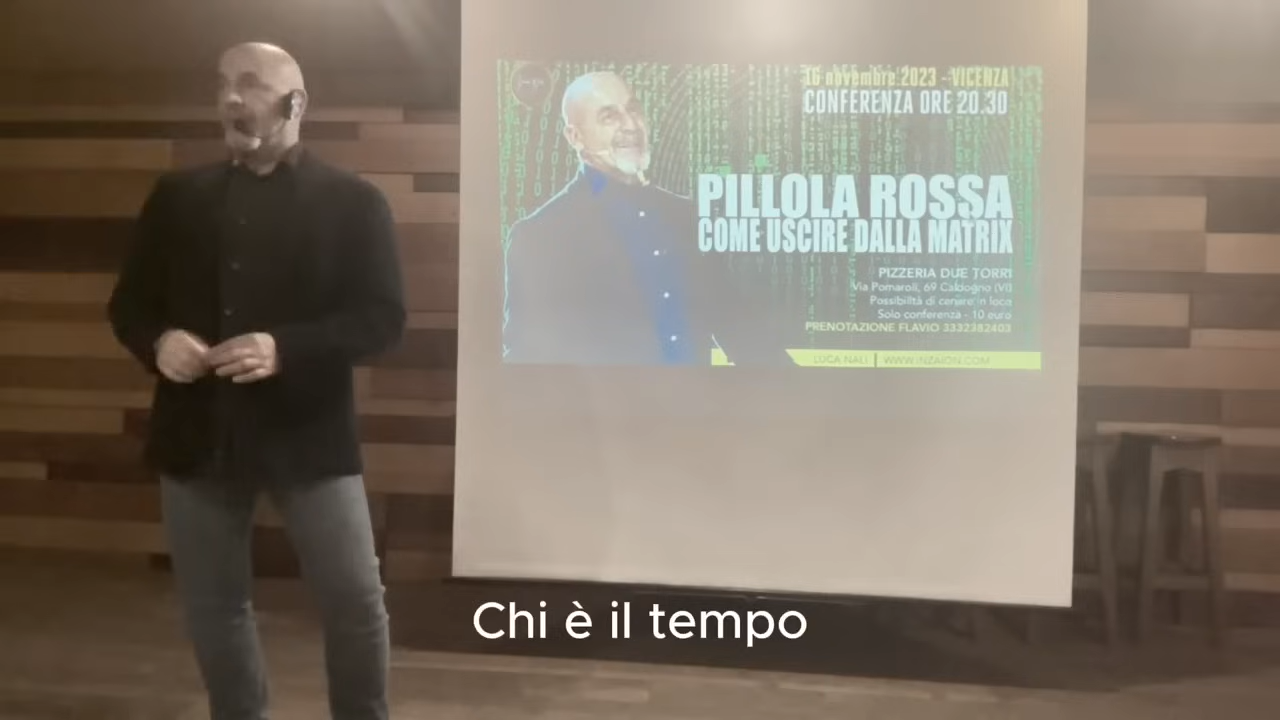 16 novembre 2023 - VICENZA
CONFERENZA ORE 20.30
PILLOLA ROSSA
COME USCIRE DALLA MATRIX
PIZZERIA DUE TORRI
Via Pomaroli, 69 Caldogno (VI)
Possibilità di cenare in loco
Solo conferenza - 10 euro
PRENOTAZIONE FLAVIO 3332382403
LUCA NALI | WWW.INZAION.COM
Chi è il tempo